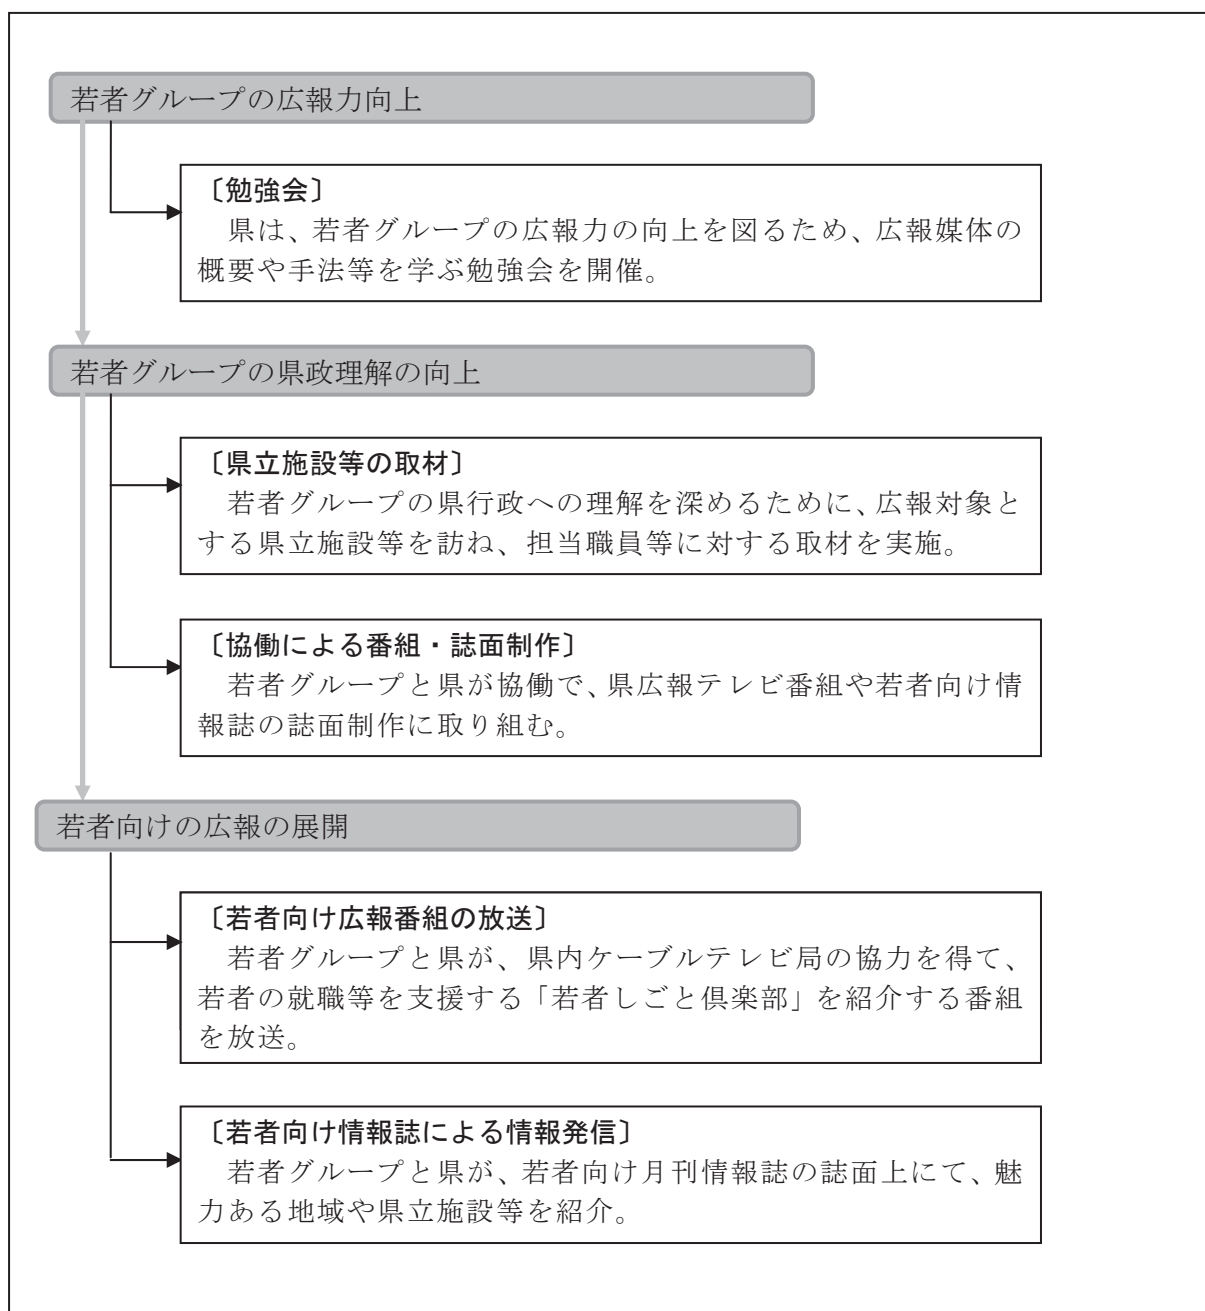 若者グループの広報力向上
〔勉強会〕
県は、若者グループの広報力の向上を図るため、広報媒体の
概要や手法等を学ぶ勉強会を開催。
若者グループの県政理解の向上
〔県立施設等の取材〕
若者グループの県行政への理解を深めるために、広報対象と
する県立施設等を訪ね、担当職員等に対する取材を実施。
〔協働による番組・誌面制作〕
若者グループと県が協働で、県広報テレビ番組や若者向け情
報誌の誌面制作に取り組む。
若者向けの広報の展開
〔若者向け広報番組の放送〕
若者グループと県が、県内ケーブルテレビ局の協力を得て、
若者の就職等を支援する「若者しごと倶楽部」を紹介する番組
を放送。
〔若者向け情報誌による情報発信〕
若者グループと県が、若者向け月刊情報誌の誌面上にて、魅
力ある地域や県立施設等を紹介。